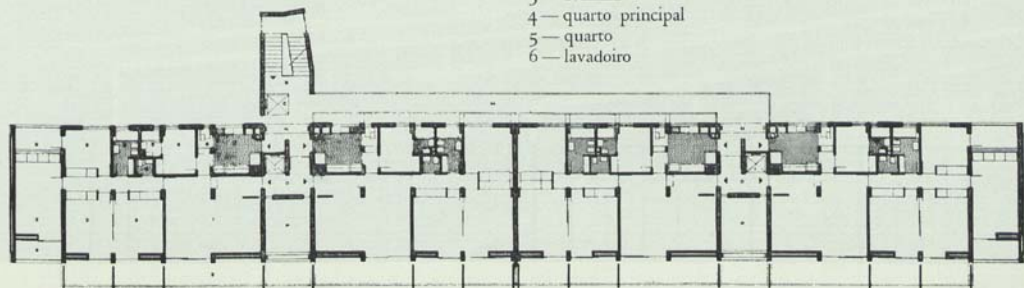 4 — quarto principal
5 — quarto
6 — lavadoiro